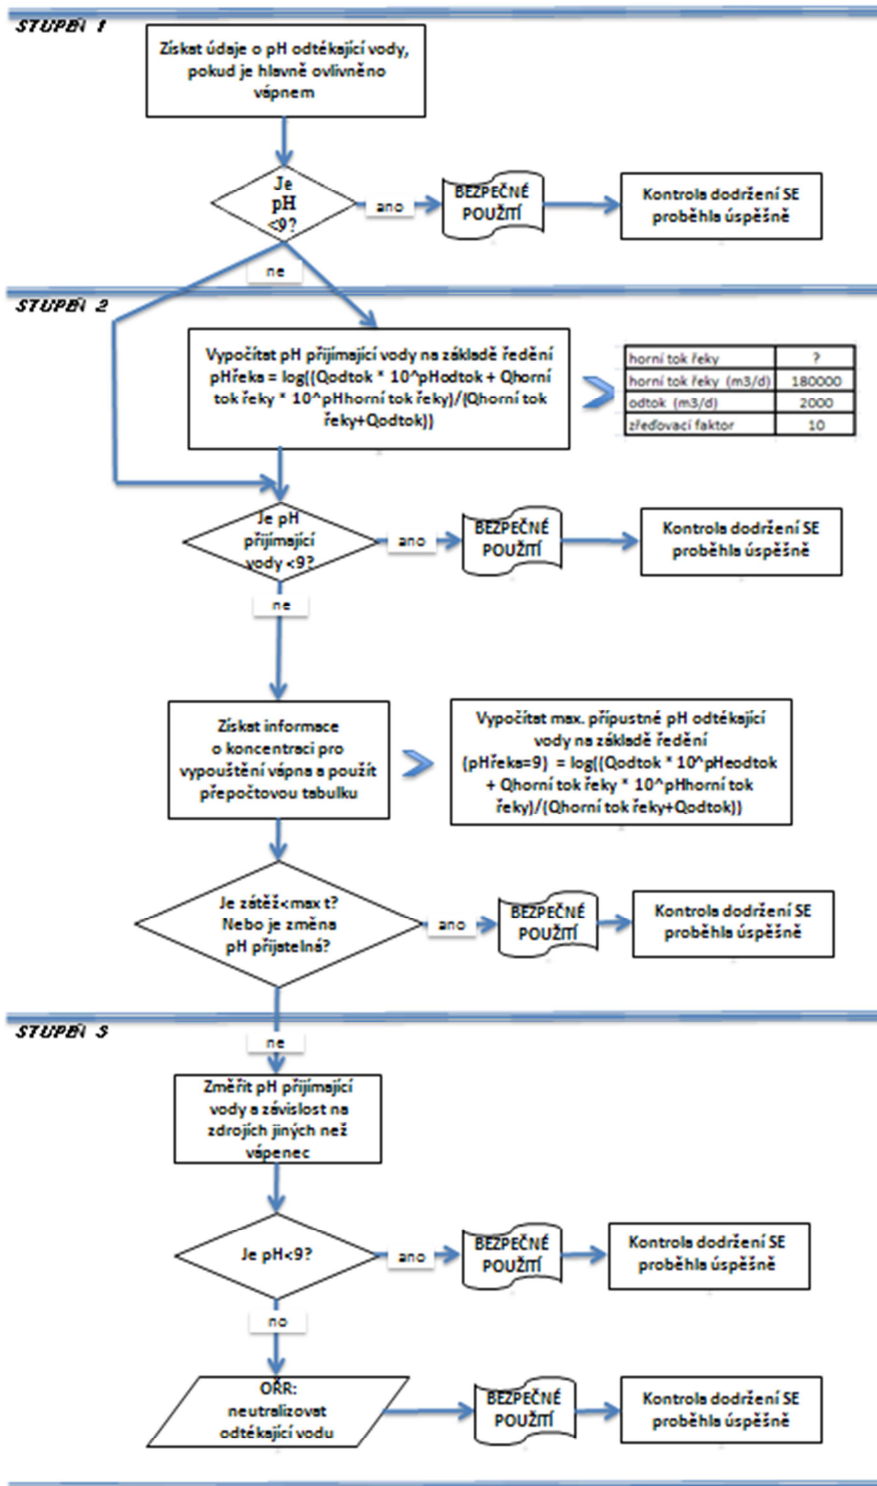 STUPEŇ 1
Získat údaje o pH odtékající vody,
pokud je hlavně ovlivněno
vápnem
Je
pH
<9?
ano
BEZPEČNÉ
POUŽITÍ
Kontrola dodržení SE
proběhla úspěšně
ne
STUPEŇ 2
Vypočítat pH přijímající vody na základě ředění
pHřeka = log((Qodtok * 10^pHodtok + Qhorní
tok řeky * 10^pHhorní tok řeky)/(Qhorní tok
řeky+Qodtok))
horní tok řeky ?
horní tok řeky (m3/d) 180000
odtok (m3/d) 2000
zřeďovací faktor 10
Je pH
přijímající
vody <9?
ano
BEZPEČNÉ
POUŽITÍ
Kontrola dodržení SE
proběhla úspěšně
ne
Získat informace
o koncentraci pro
vypouštění vápna a použít
přepočtovou tabulku
Vypočítat max. přípustné pH odtékající
vody na základě ředění
(pHřeka=9) = log((Qodtok * 10^pHeodtok
+ Qhorní tok řeky * 10^pHhorní tok
řeky)/(Qhorní tok řeky+Qodtok))
Je zátěž<max t?
Nebo je změna
pH přijatelná?
ano
BEZPEČNÉ
POUŽITÍ
Kontrola dodržení SE
proběhla úspěšně
STUPEŇ 3
ne
Změřit pH přijímající
vody a závislost na
zdrojích jiných než
vápenec
Je pH<9?
ano
BEZPEČNÉ
POUŽITÍ
Kontrola dodržení SE
proběhla úspěšně
no
OŘR:
neutralizovat
odtékající vodu
BEZPEČNÉ
POUŽITÍ
Kontrola dodržení SE
proběhla úspěšně